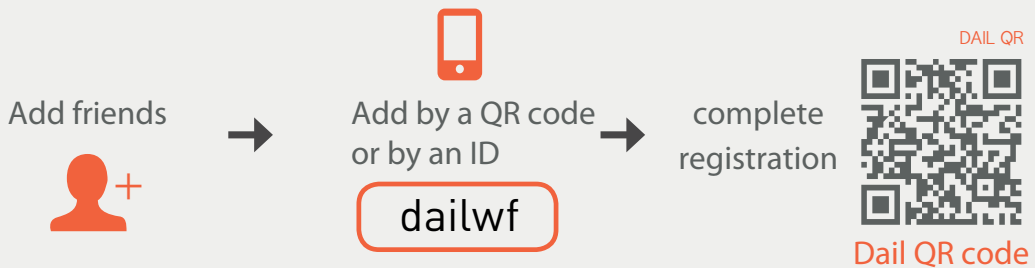 Add friends
Add by a QR code
or by an ID
dailwf
complete
registration
DAIL QR
Dail QR code